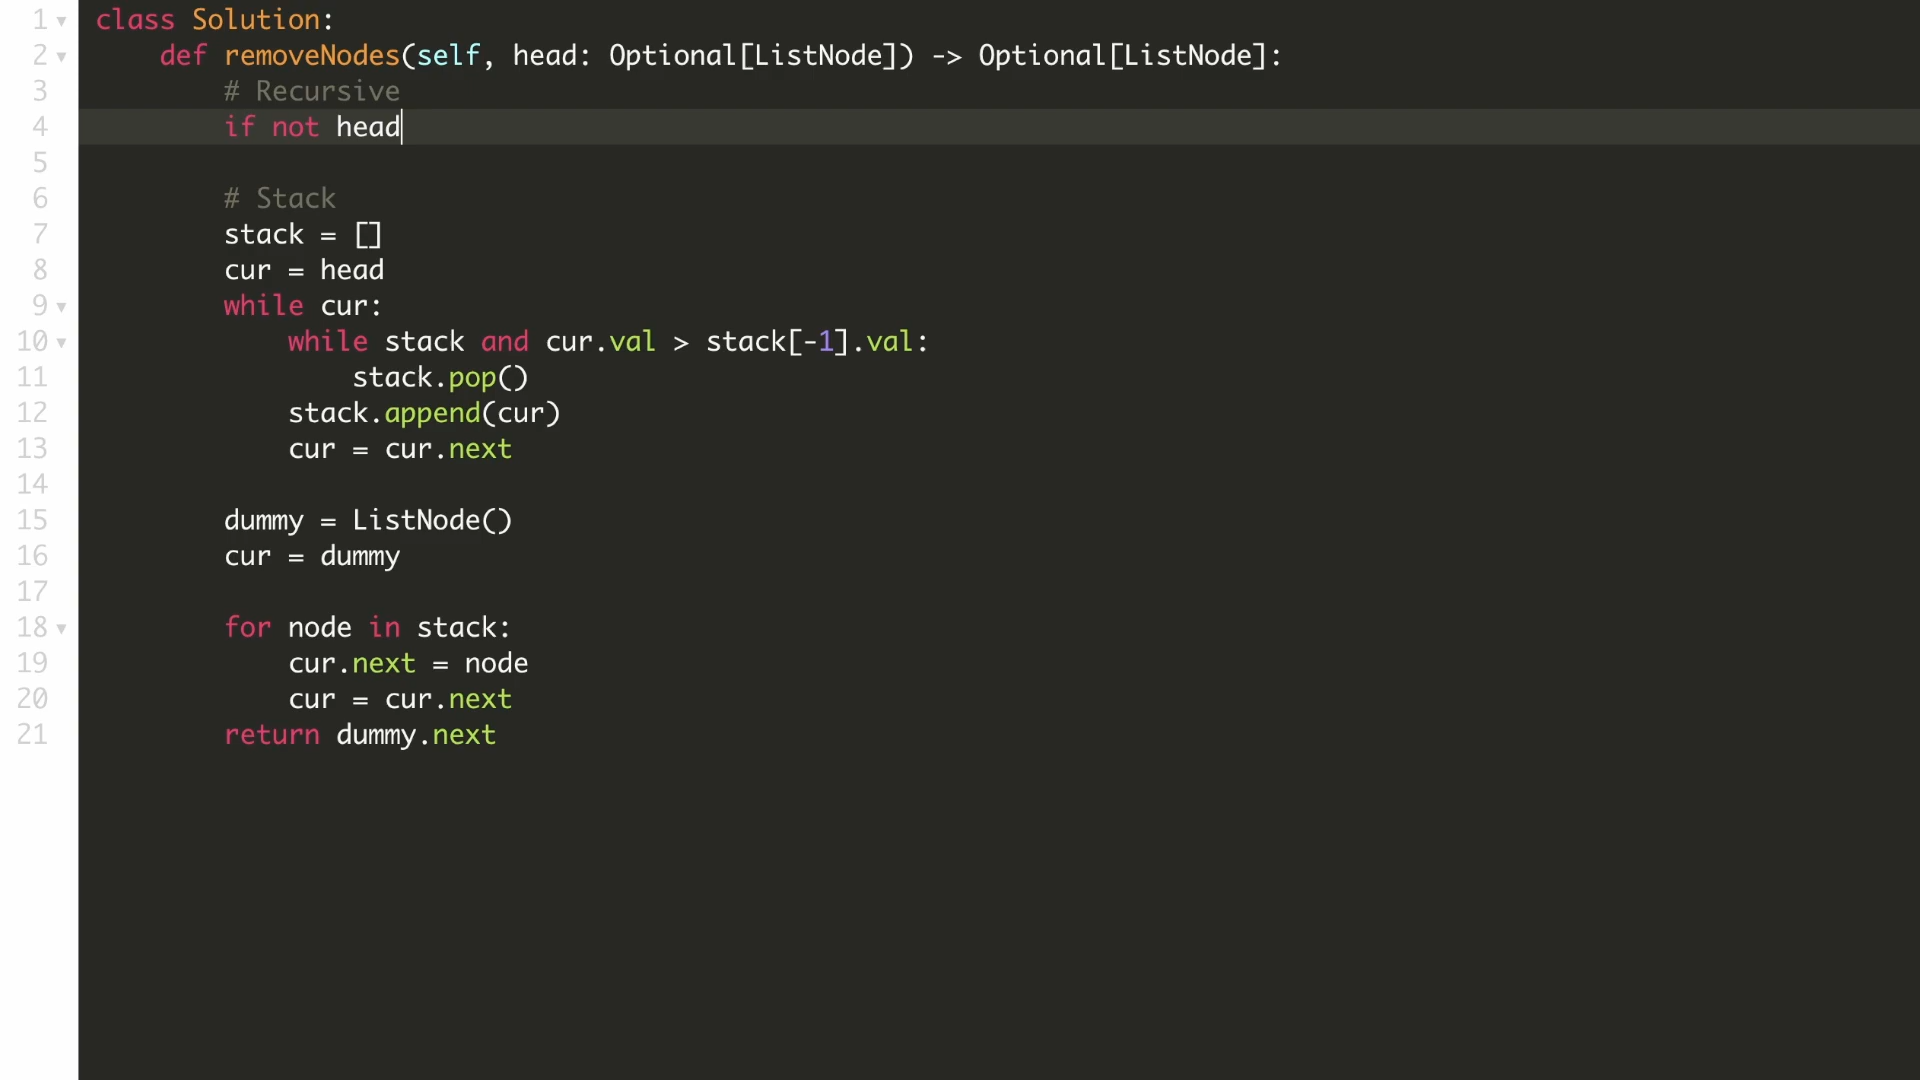 1 class Solution:
2     def removeNodes(self, head: Optional[ListNode]) -> Optional[ListNode]:
3         # Recursive
4         if not head
5
6         # Stack
7         stack = []
8         cur = head
9         while cur:
10             while stack and cur.val > stack[-1].val:
11                 stack.pop()
12             stack.append(cur)
13             cur = cur.next
14
15         dummy = ListNode()
16         cur = dummy
17
18         for node in stack:
19             cur.next = node
20             cur = cur.next
21         return dummy.next